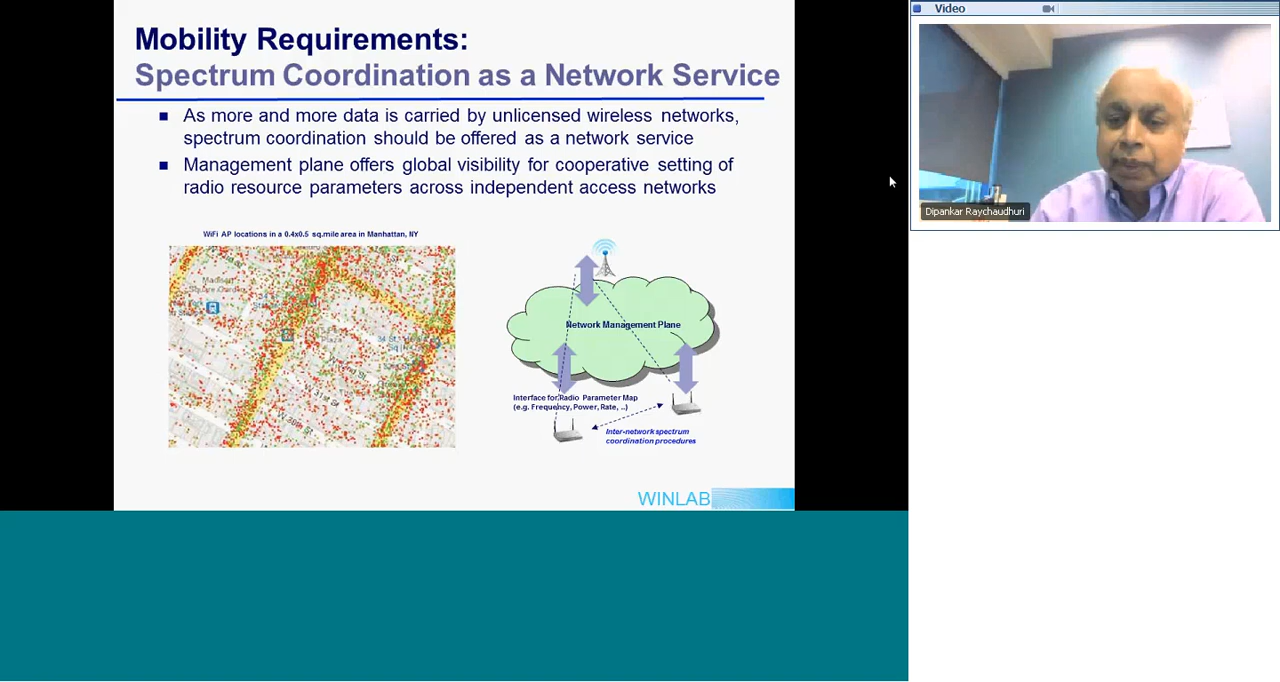 Mobility Requirements:
Spectrum Coordination as a Network Service
As more and more data is carried by unlicensed wireless networks,
spectrum coordination should be offered as a network service
Management plane offers global visibility for cooperative setting of
radio resource parameters across independent access networks
WiFi AP locations in a 0.4x0.5 sq.mile area in Manhattan, NY
Network Management Plane
Interface for Radio Parameter Map
(e.g. Frequency, Power, Rate, ..)
Inter-network spectrum
coordination procedures
WINLAB
Video
Dipankar Raychaudhuri